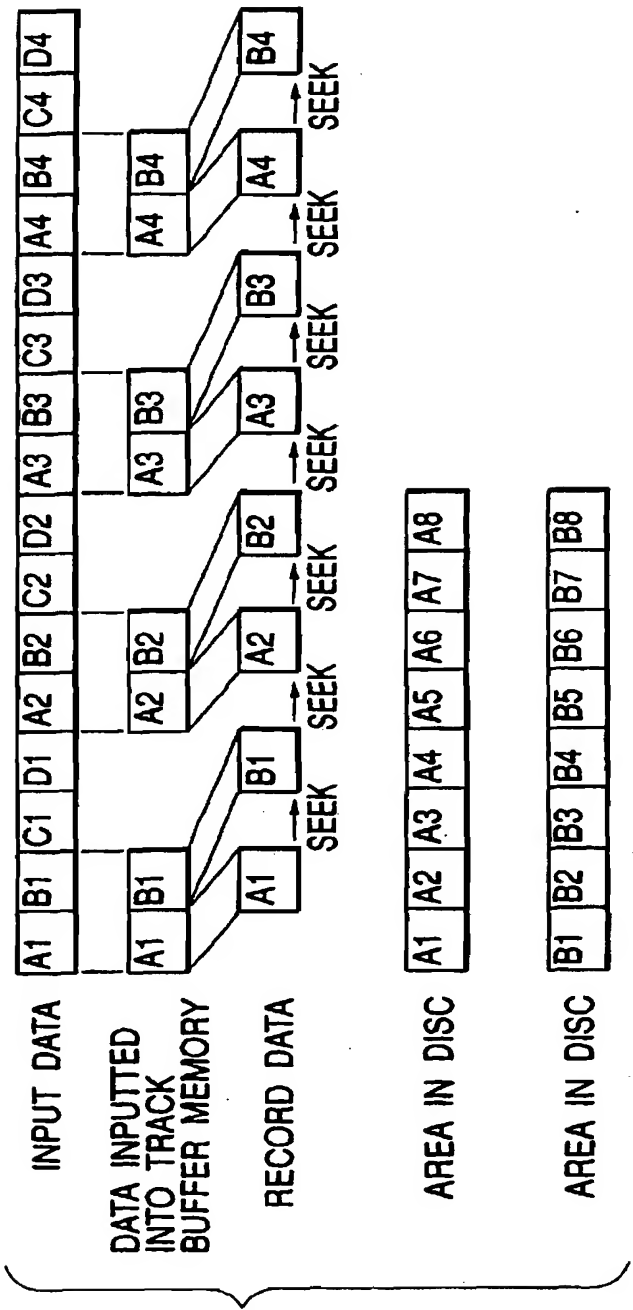 INPUT DATA
A1 B1 C1 D1 A2 B2 C2 D2 A3 B3 C3 D3 A4 B4 C4 D4
DATA INPUTTED
INTO TRACK
BUFFER MEMORY
A1 B1 A2 B2 A3 B3 A4 B4
RECORD DATA
A1 B1 A2 B2 A3 B3 A4 B4
SEEK SEEK SEEK SEEK SEEK SEEK SEEK
AREA IN DISC
A1 A2 A3 A4 A5 A6 A7 A8
AREA IN DISC
B1 B2 B3 B4 B5 B6 B7 B8